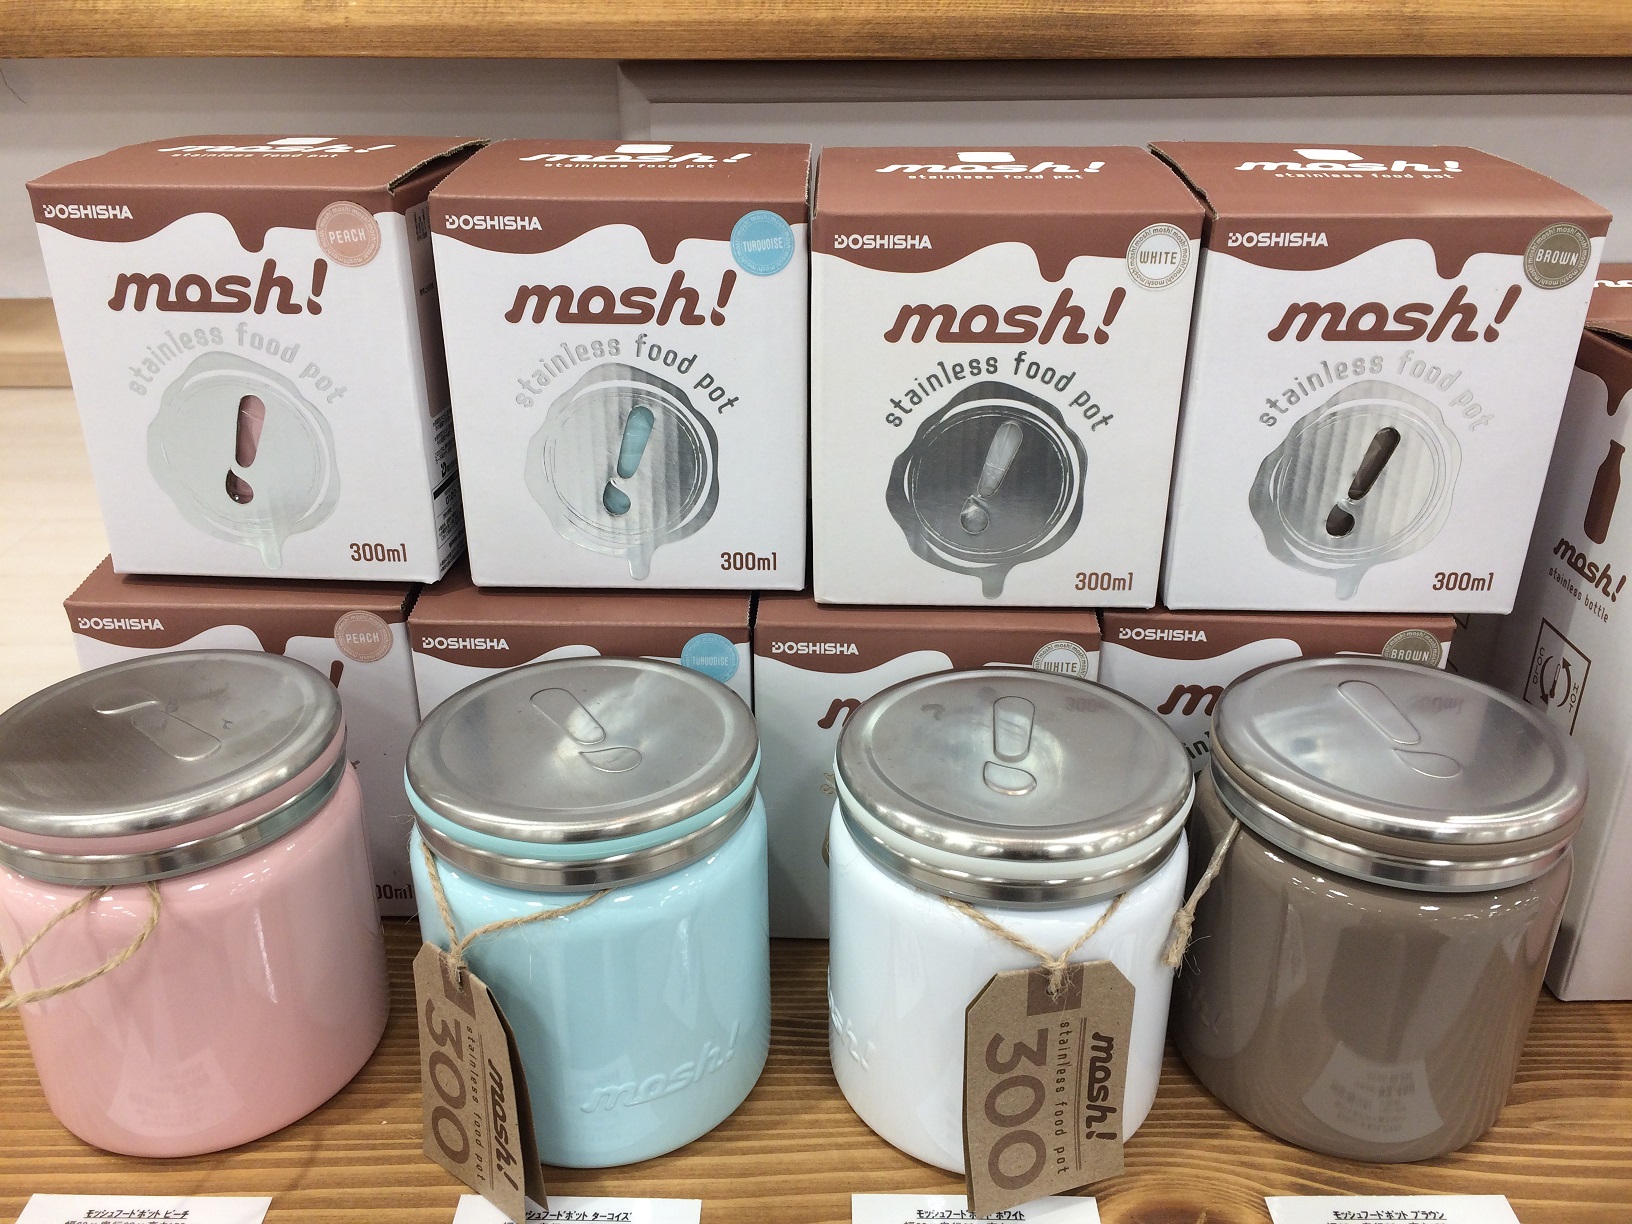 mosh!
stainless food pot
mosh!
stainless food pot
mosh!
stainless food pot
mosh!
stainless food pot
DOSHISHA
PEACH
mosh!
stainless food pot
300ml
DOSHISHA
TURQUOISE
mosh!
stainless food pot
300ml
DOSHISHA
WHITE
mosh!
stainless food pot
300ml
DOSHISHA
BROWN
mosh!
stainless food pot
300ml
mosh!
stainless bottle
COLD
HOT
DOSHISHA
PEACH
DOSHISHA
TURQUOISE
DOSHISHA
WHITE
DOSHISHA
BROWN
mosh!
300
stainless food pot
mosh!
mosh!
300
stainless food pot
モッシュフードポット ピーチ
モッシュフードポット ターコイズ
モッシュフードポット ホワイト
モッシュフードポット ブラウン